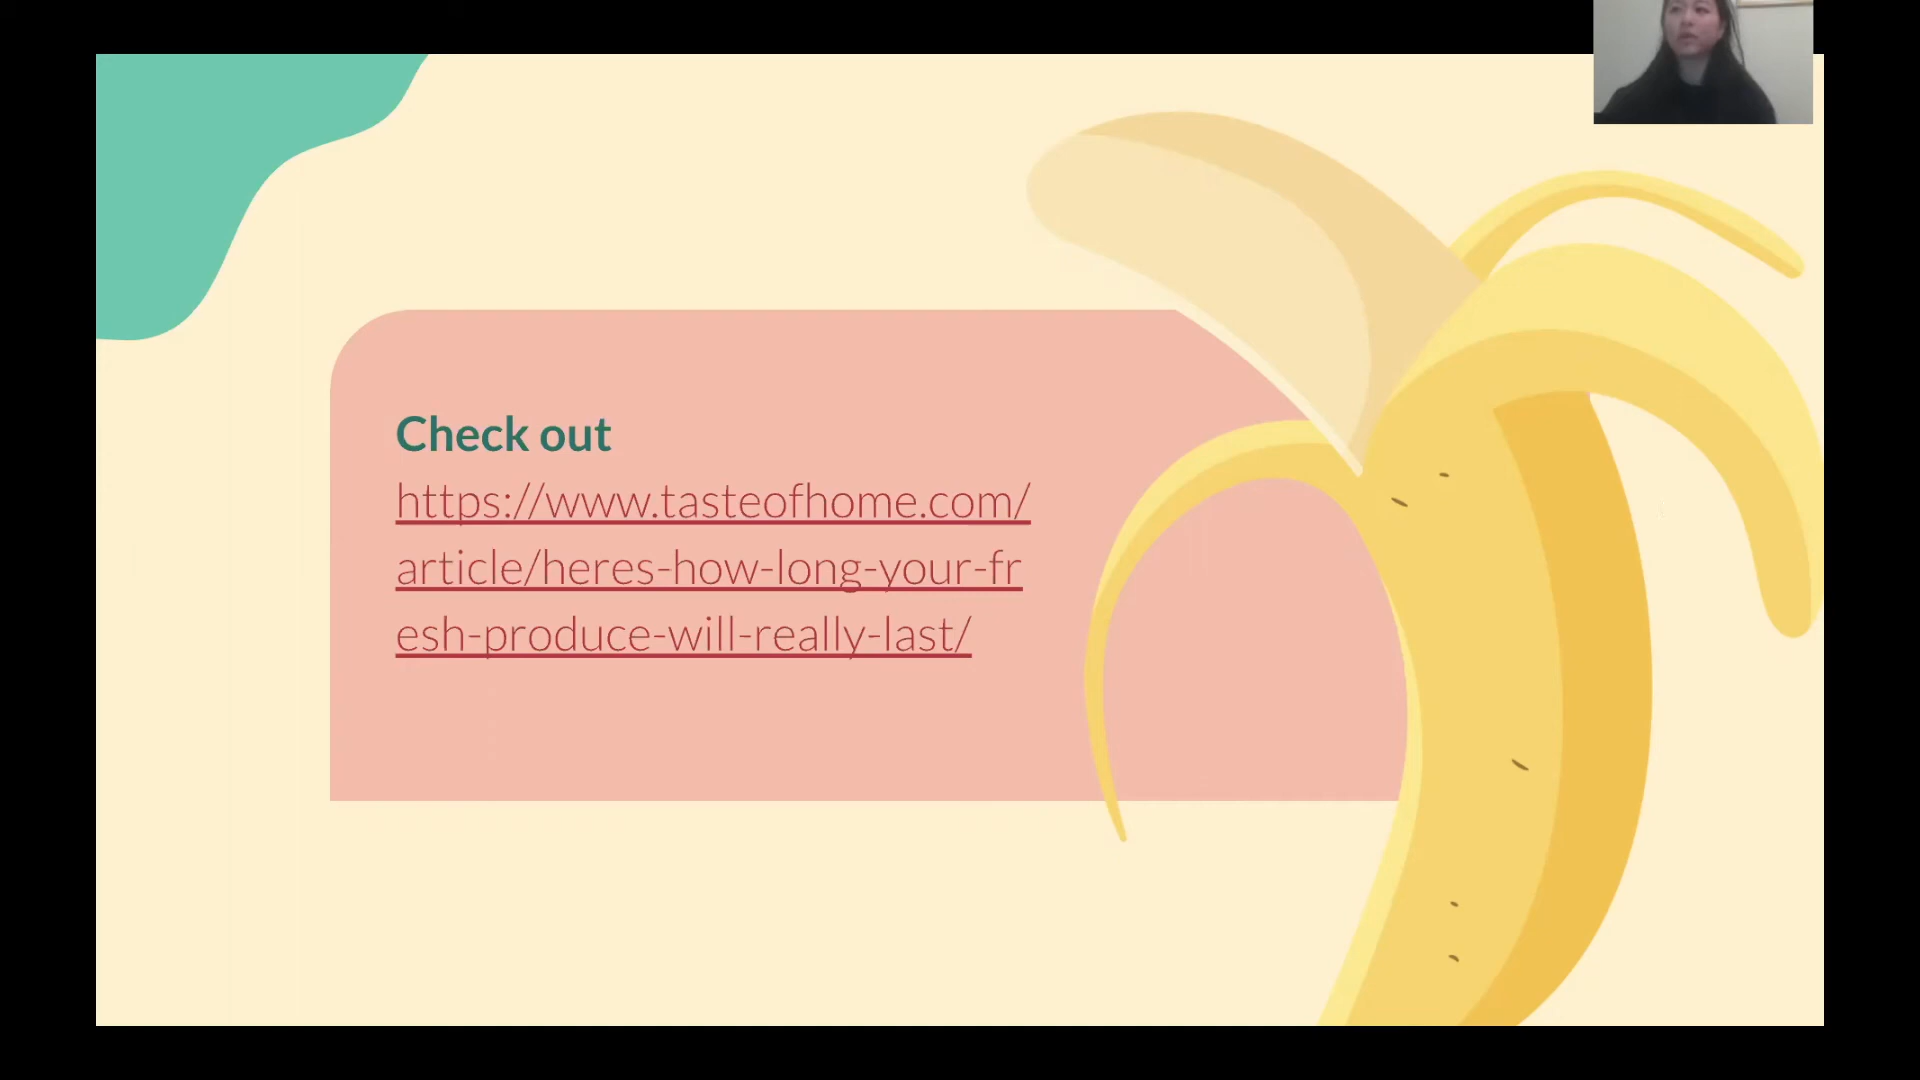 Check out
https://www.tasteofhome.com/
article/heres-how-long-your-fr
esh-produce-will-really-last/